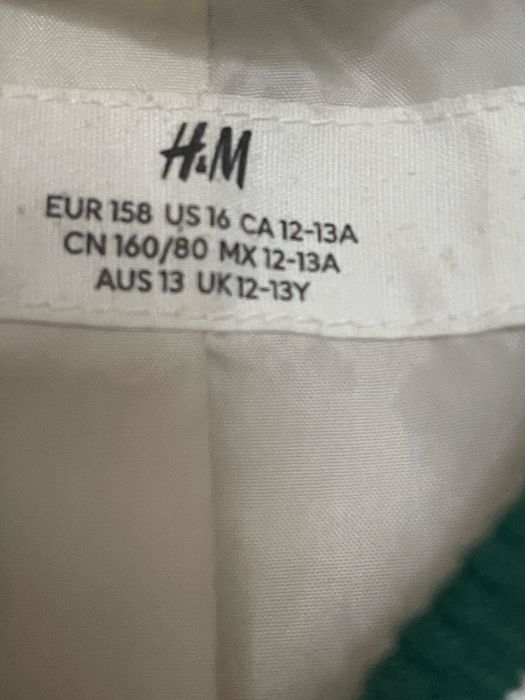 H&M
EUR 158 US 16 CA 12-13A
CN 160/80 MX 12-13A
AUS 13 UK 12-13Y